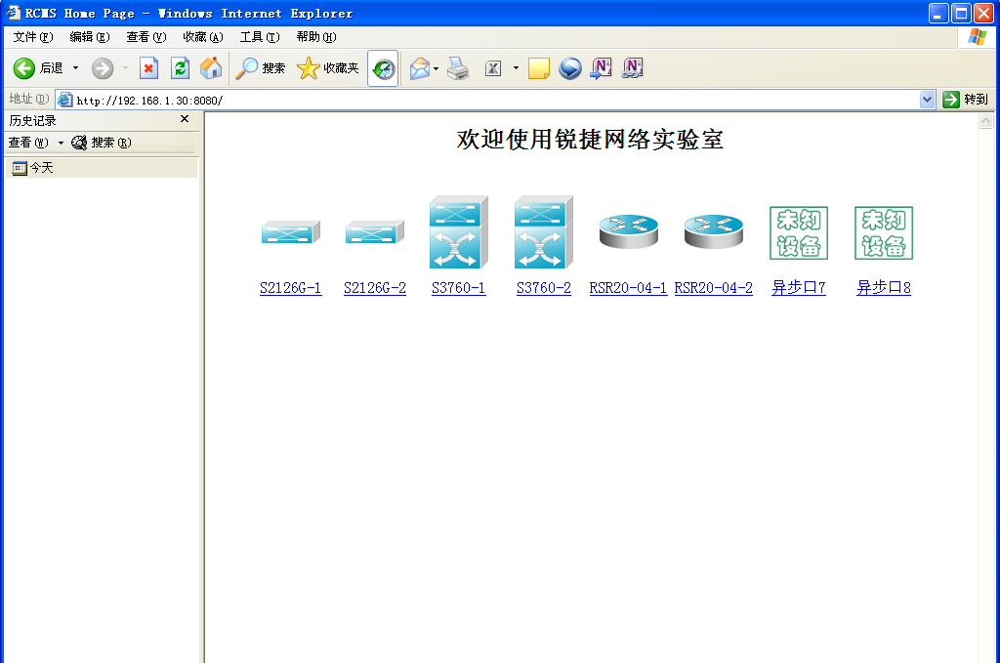 RCMS Home Page - Windows Internet Explorer
文件(F) 编辑(E) 查看(V) 收藏(A) 工具(T) 帮助(H)
后退 搜索 收藏夹
地址(D) http://192.168.1.30:8080/ 转到
历史记录
查看(W) 搜索(R)
今天
欢迎使用锐捷网络实验室
未知设备 未知设备
S2126G-1 S2126G-2 S3760-1 S3760-2 RSR20-04-1 RSR20-04-2 异步口7 异步口8